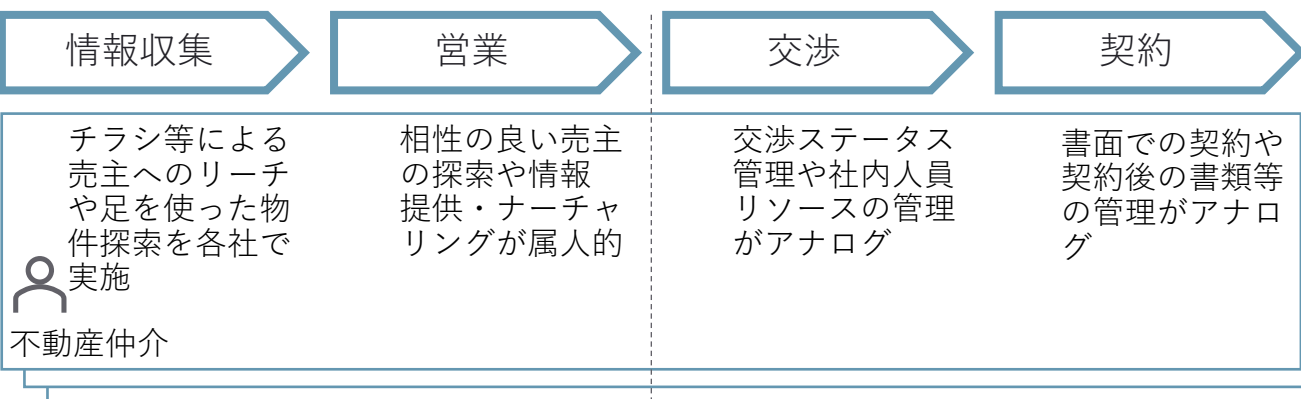 情報収集
営業
交渉
契約
チラシ等による
売主へのリーチ
や足を使った物
件探索を各社で
実施
相性の良い売主
の探索や情報
提供・ナーチャ
リングが属人的
交渉ステータス
管理や社内人員
リソースの管理
がアナログ
書面での契約や
契約後の書類等
の管理がアナロ
グ
不動産仲介